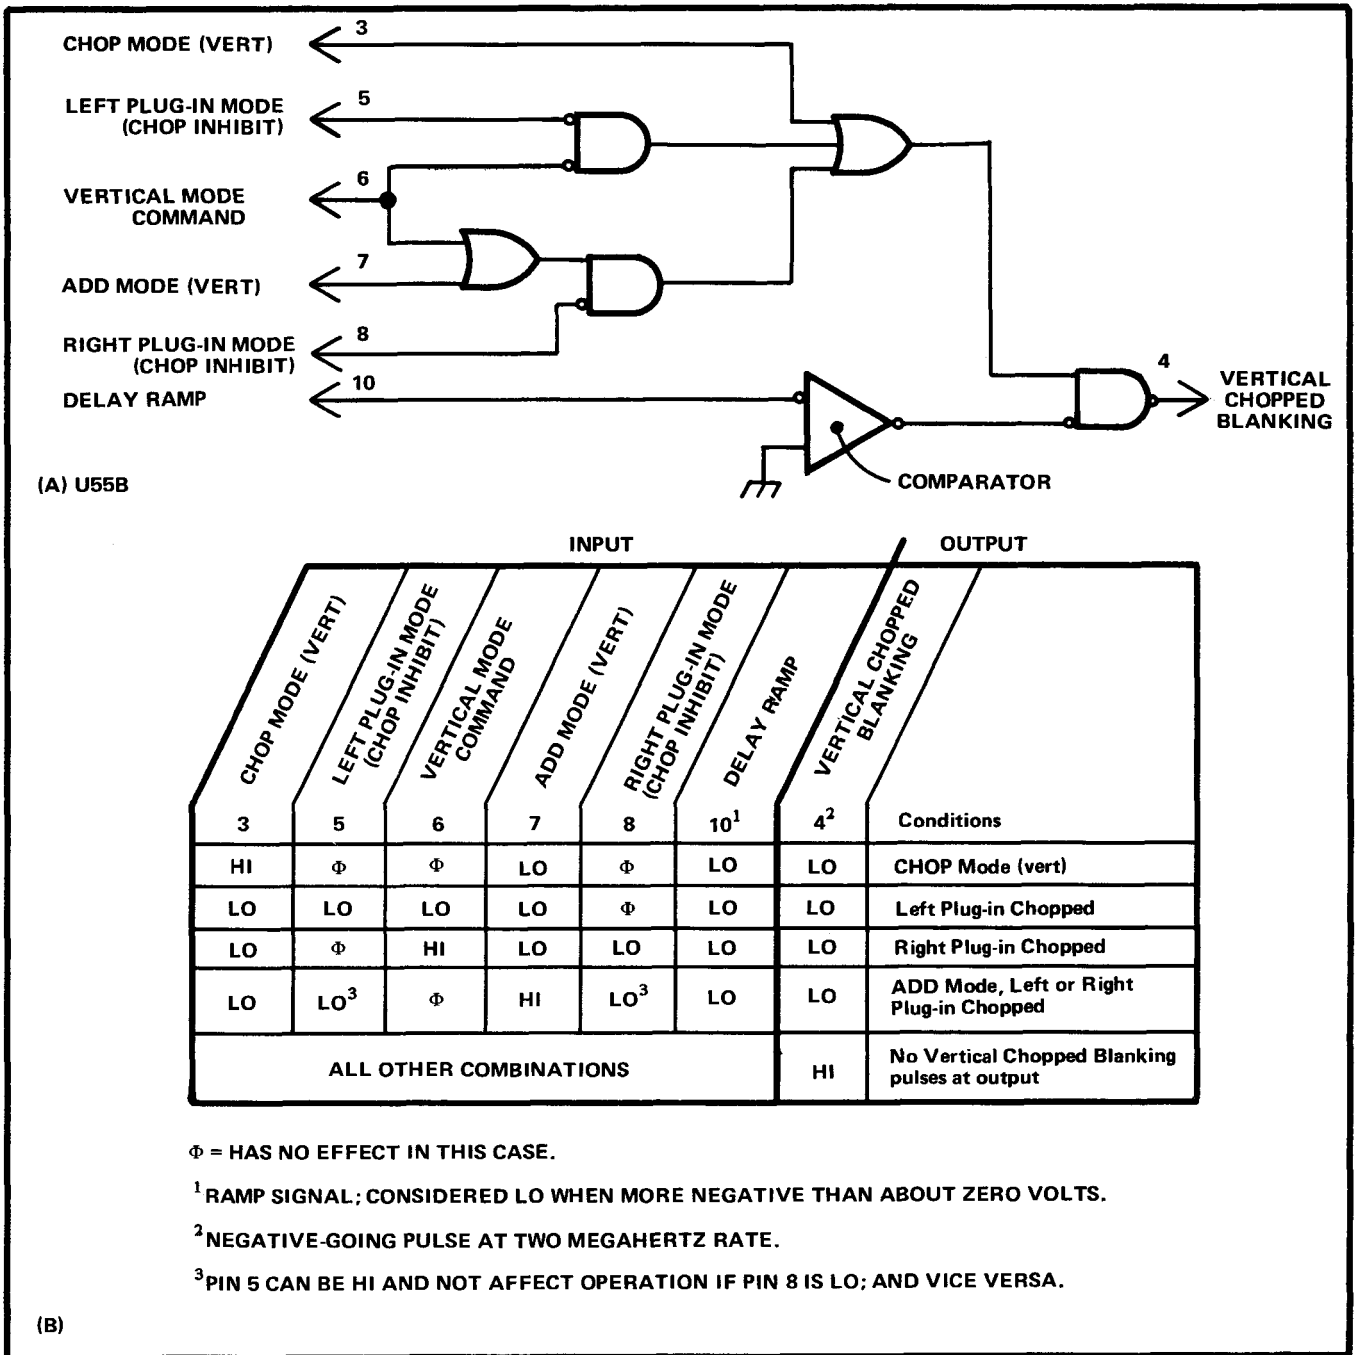 CHOP MODE (VERT)
3
LEFT PLUG-IN MODE
(CHOP INHIBIT)
5
VERTICAL MODE
COMMAND
6
ADD MODE (VERT)
7
RIGHT PLUG-IN MODE
(CHOP INHIBIT)
8
DELAY RAMP
10
4
VERTICAL
CHOPPED
BLANKING
COMPARATOR
(A) U55B
INPUT
OUTPUT
CHOP MODE (VERT)
LEFT PLUG-IN MODE
(CHOP INHIBIT)
VERTICAL MODE
COMMAND
ADD MODE (VERT)
RIGHT PLUG-IN MODE
(CHOP INHIBIT)
DELAY RAMP
VERTICAL CHOPPED
BLANKING
3 5 6 7 8 10¹ 4² Conditions
HI Φ Φ LO Φ LO LO CHOP Mode (vert)
LO LO LO LO Φ LO LO Left Plug-in Chopped
LO Φ HI LO LO LO LO Right Plug-in Chopped
LO LO³ Φ HI LO³ LO LO ADD Mode, Left or Right
Plug-in Chopped
ALL OTHER COMBINATIONS HI No Vertical Chopped Blanking
pulses at output
Φ = HAS NO EFFECT IN THIS CASE.
¹RAMP SIGNAL; CONSIDERED LO WHEN MORE NEGATIVE THAN ABOUT ZERO VOLTS.
²NEGATIVE-GOING PULSE AT TWO MEGAHERTZ RATE.
³PIN 5 CAN BE HI AND NOT AFFECT OPERATION IF PIN 8 IS LO; AND VICE VERSA.
(B)